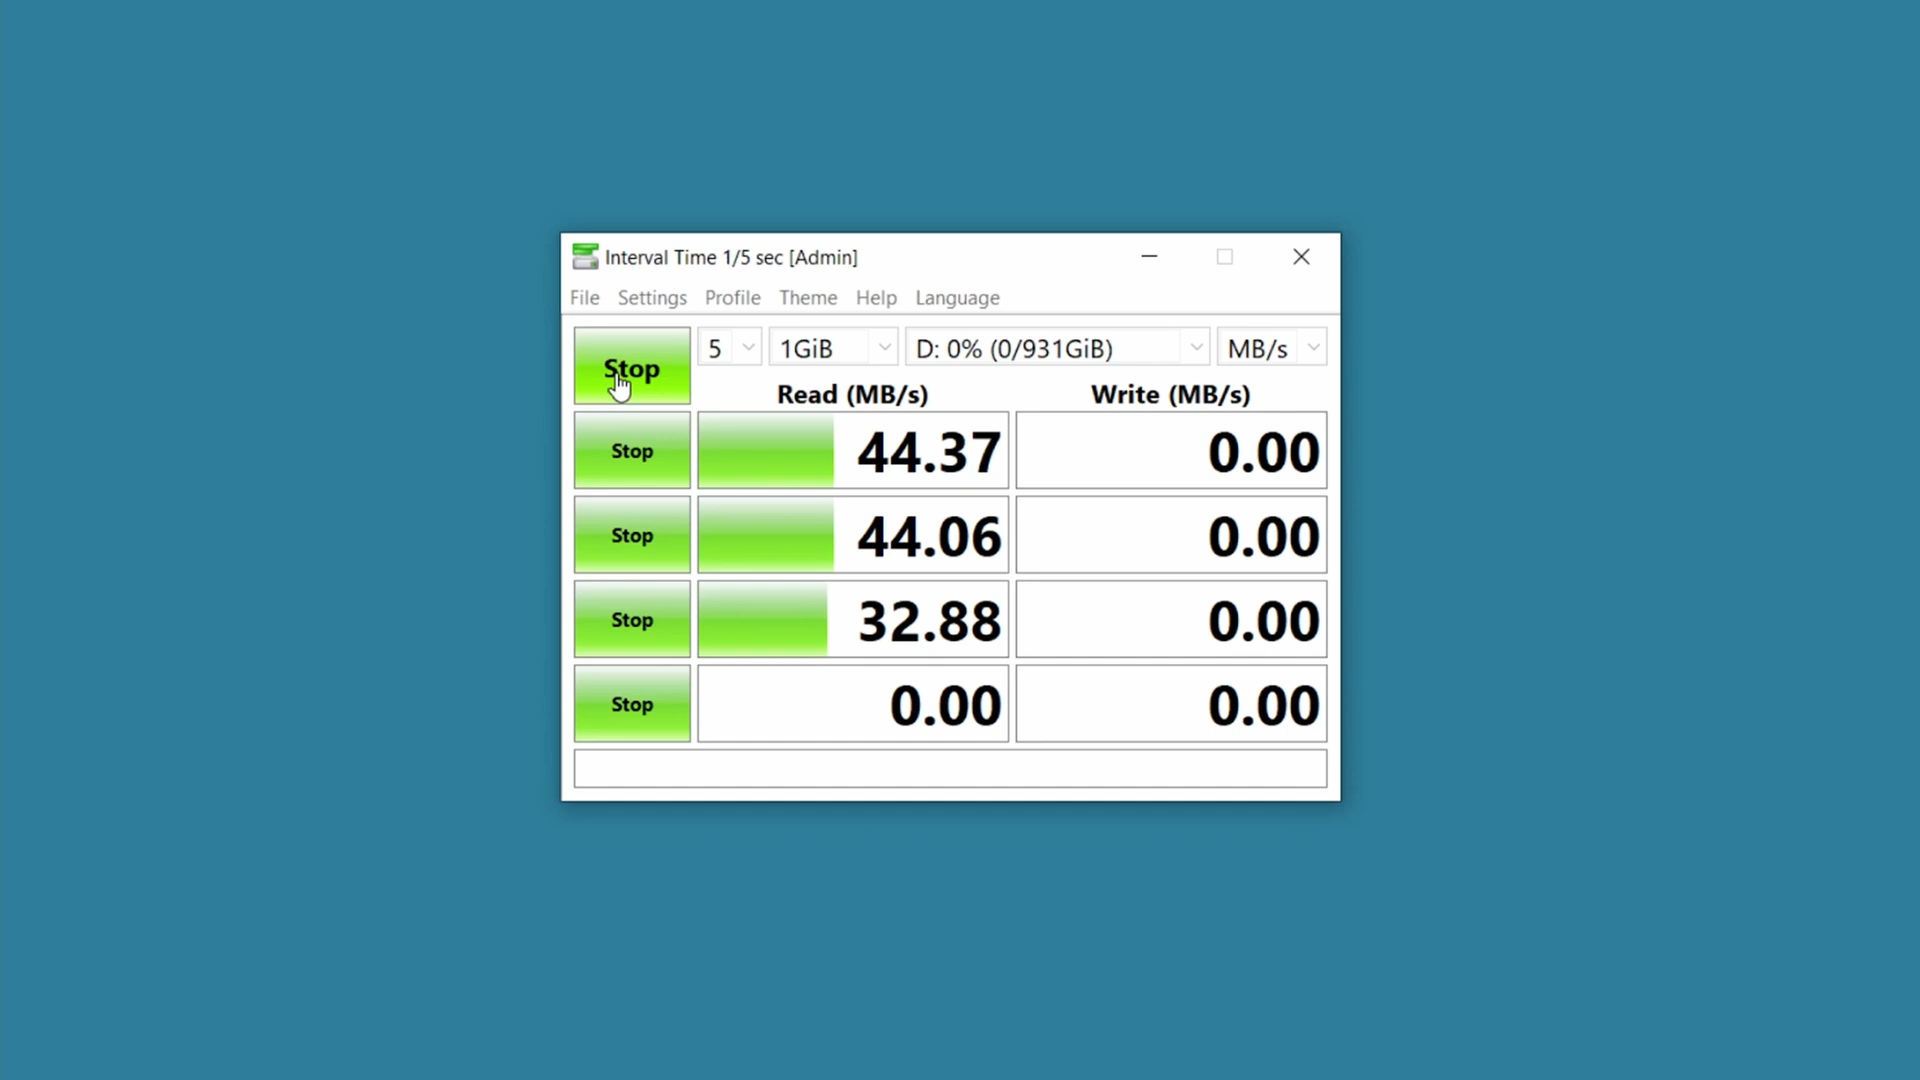 Interval Time 1/5 sec [Admin]
File Settings Profile Theme Help Language
Stop 5 1GiB D: 0% (0/931GiB) MB/s
Read (MB/s) Write (MB/s)
Stop 44.37 0.00
Stop 44.06 0.00
Stop 32.88 0.00
Stop 0.00 0.00